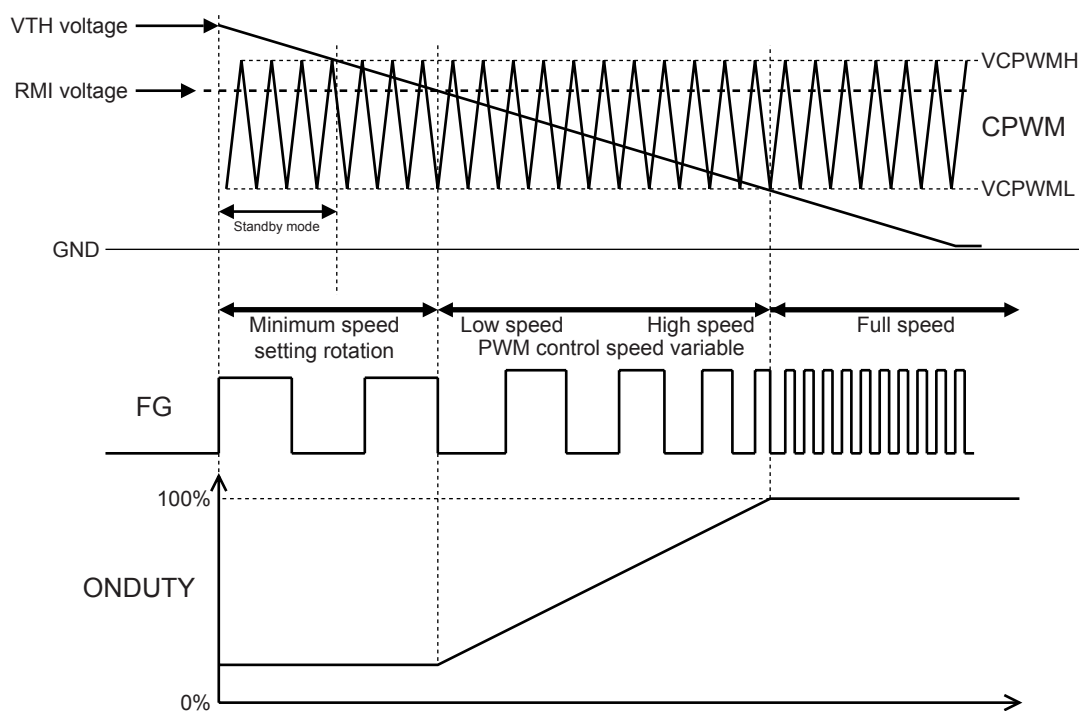 VTH voltage
VCPWMH
RMI voltage
CPWM
VCPWML
Standby mode
GND
Minimum speed
setting rotation
Low speed
High speed
PWM control speed variable
Full speed
FG
100%
ONDUTY
0%